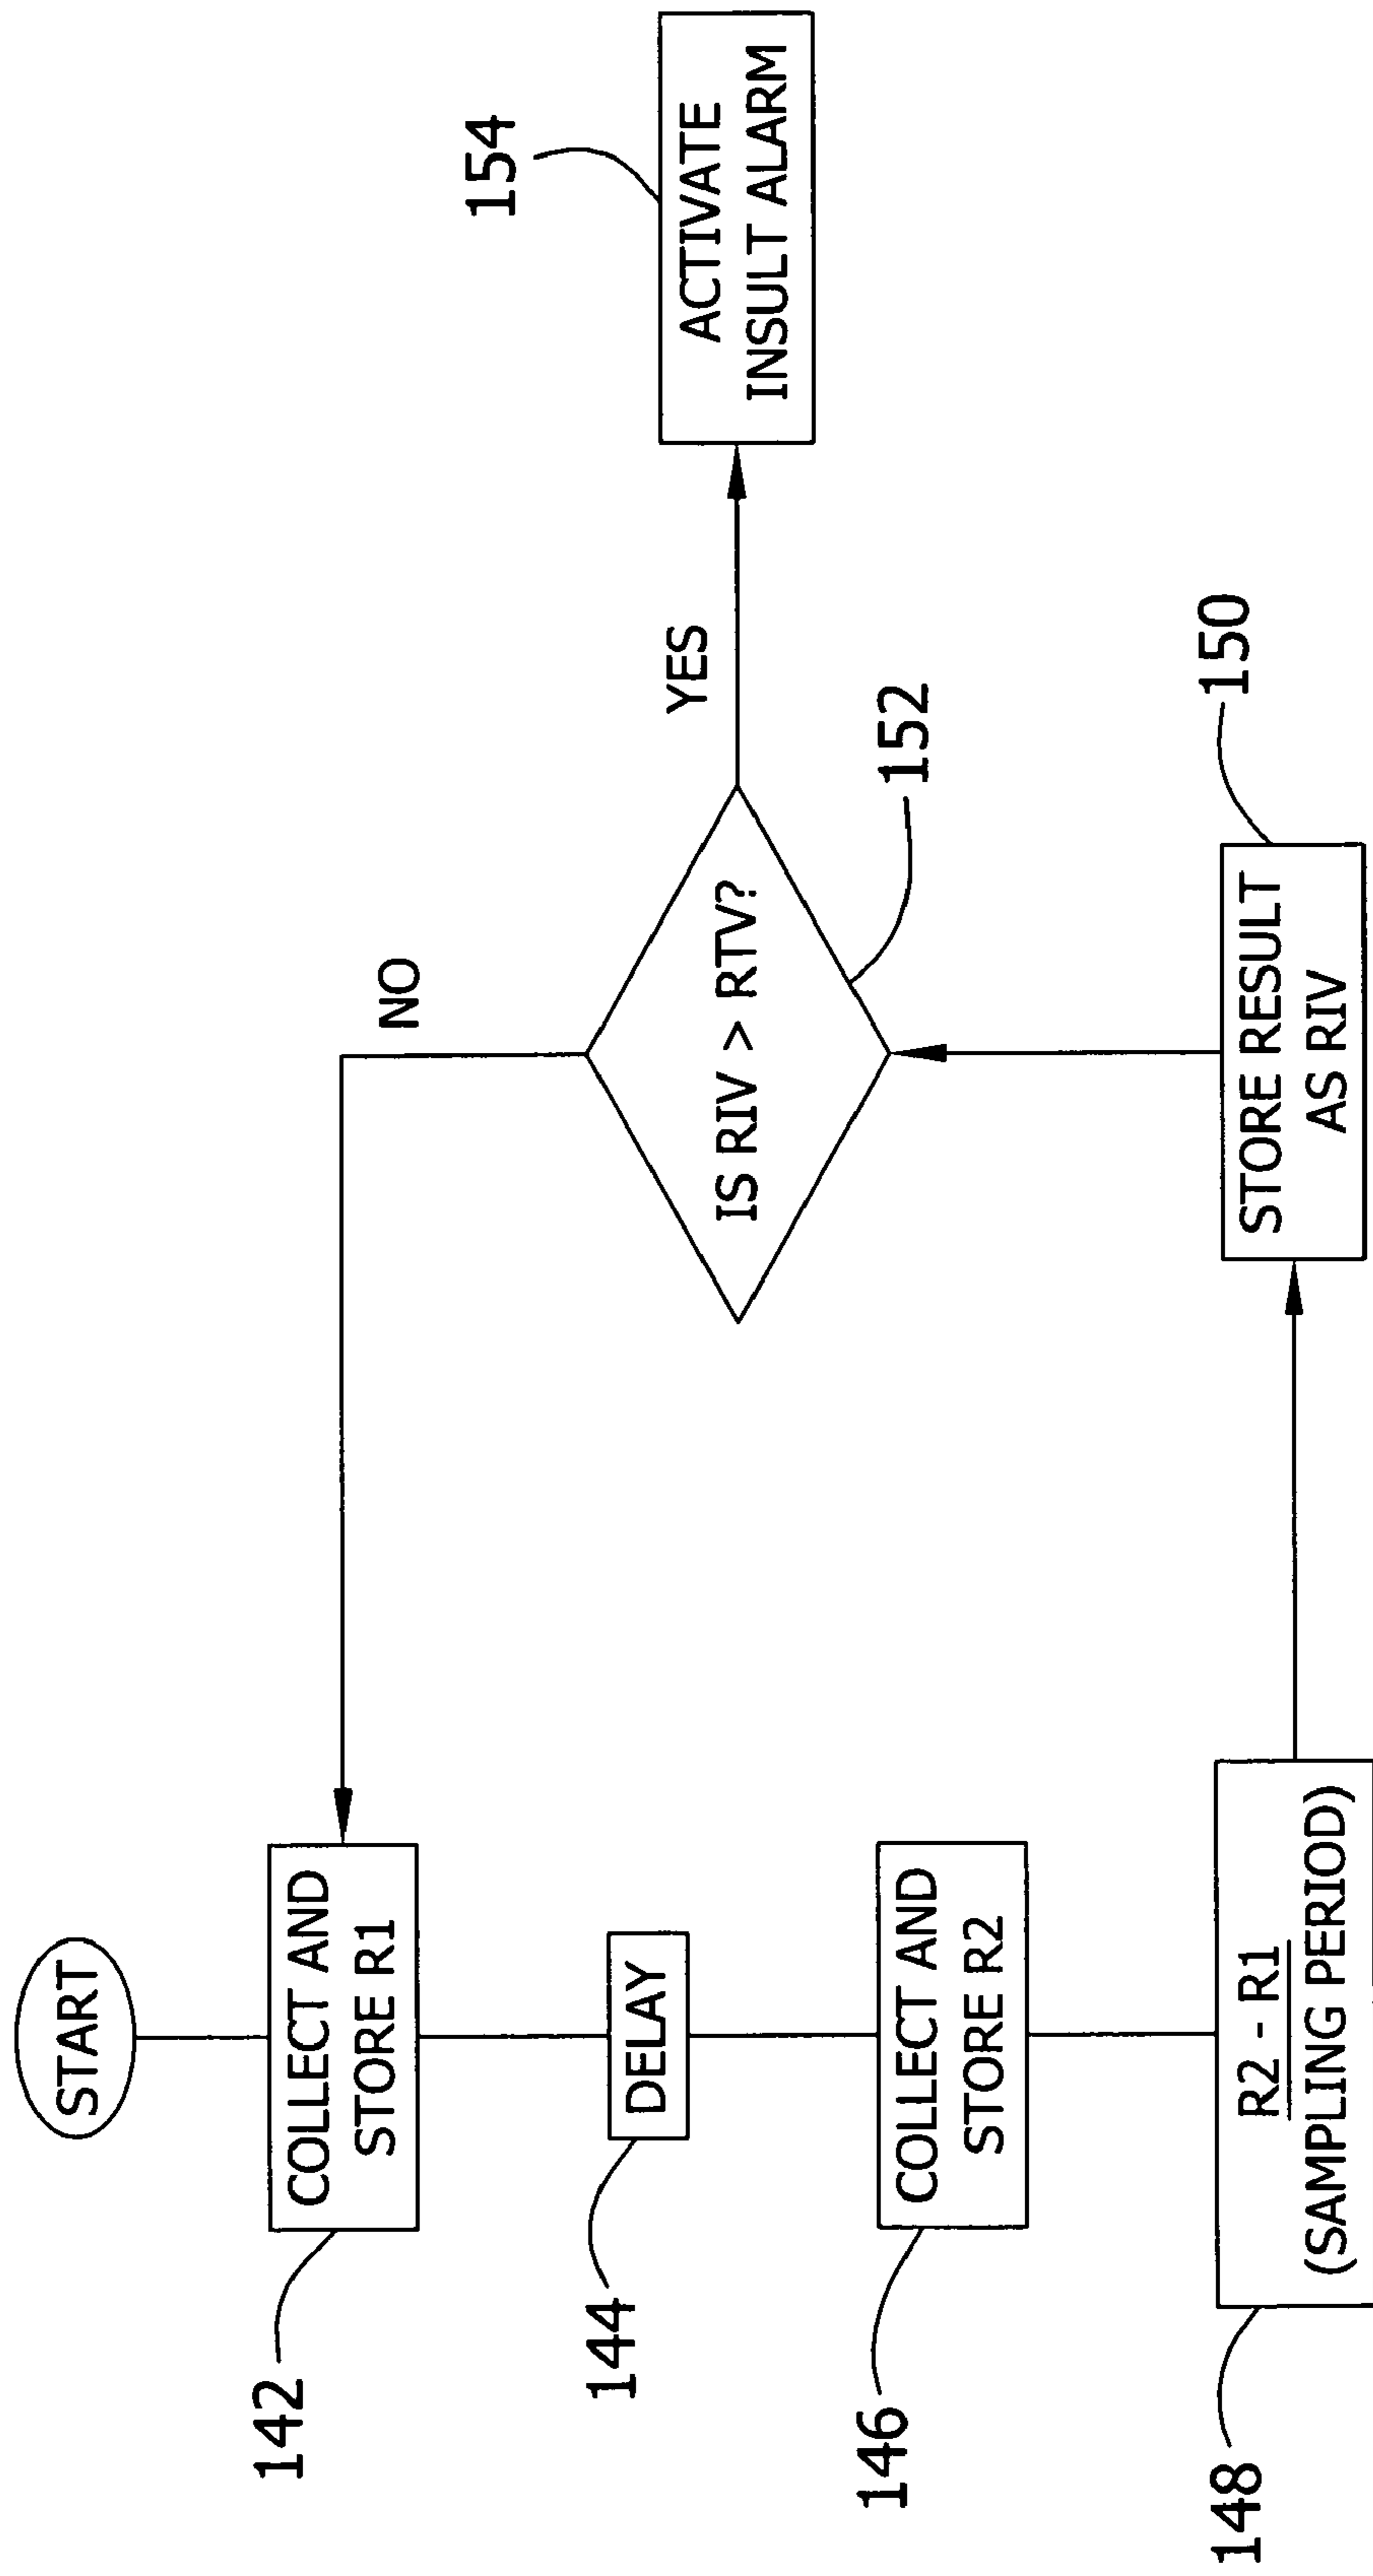 START
142
COLLECT AND
STORE R1
144
DELAY
146
COLLECT AND
STORE R2
148
R2 - R1
(SAMPLING PERIOD)
150
STORE RESULT
AS RIV
152
IS RIV > RTV?
NO
YES
154
ACTIVATE
INSULT ALARM